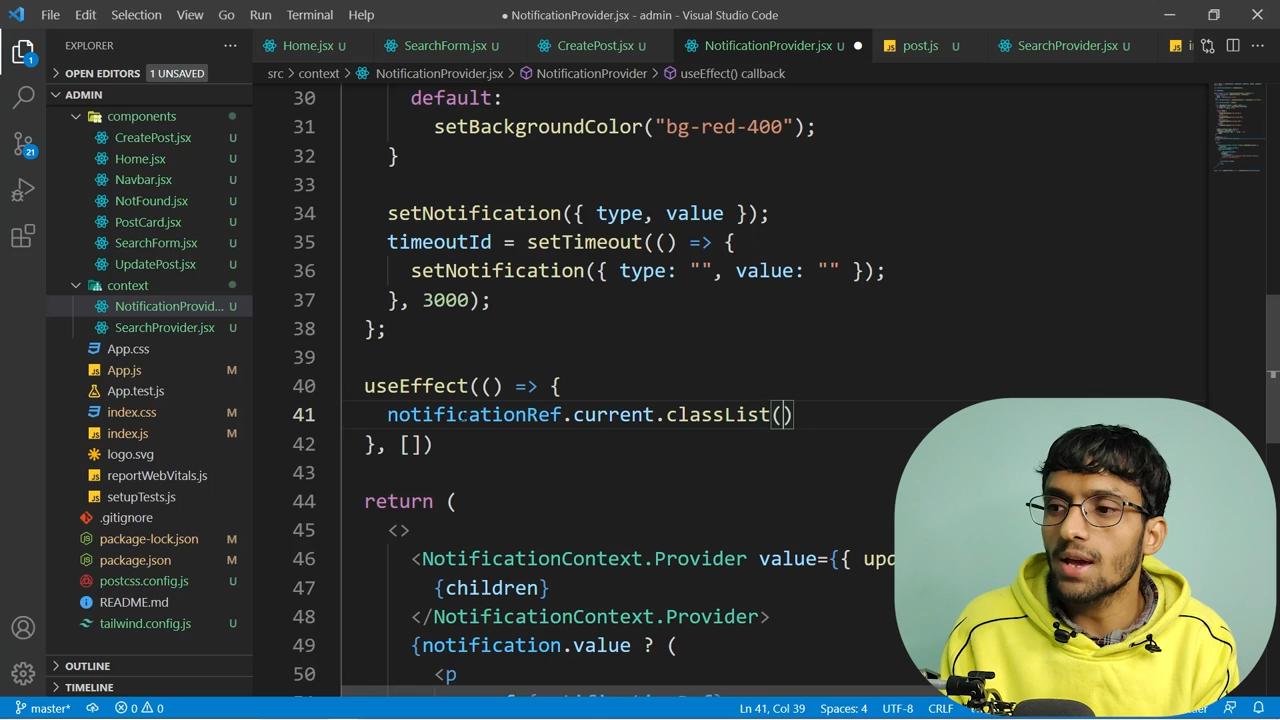 File Edit Selection View Go Run Terminal Help
● NotificationProvider.jsx - admin - Visual Studio Code
EXPLORER
Home.jsx U SearchForm.jsx U CreatePost.jsx U NotificationProvider.jsx U post.js U SearchProvider.jsx U
OPEN EDITORS 1 UNSAVED
src > context > NotificationProvider.jsx > NotificationProvider > useEffect() callback
ADMIN
components
CreatePost.jsx U
Home.jsx U
Navbar.jsx U
NotFound.jsx U
PostCard.jsx U
SearchForm.jsx U
UpdatePost.jsx U
context
NotificationProvid... U
SearchProvider.jsx U
App.css
App.js M
App.test.js
index.css M
index.js M
logo.svg
reportWebVitals.js
setupTests.js
.gitignore
package-lock.json M
package.json M
postcss.config.js U
README.md
tailwind.config.js U
OUTLINE
TIMELINE
1
21
30 default:
31 setBackgroundColor("bg-red-400");
32 }
33
34 setNotification({ type, value });
35 timeoutId = setTimeout(() => {
36 setNotification({ type: "", value: "" });
37 }, 3000);
38 };
39
40 useEffect(() => {
41 notificationRef.current.classList()
42 }, [])
43
44 return (
45 <>
46 <NotificationContext.Provider value={{ upd
47 {children}
48 </NotificationContext.Provider>
49 {notification.value ? (
50 <p
master* 0 0 Ln 41, Col 39 Spaces: 4 UTF-8 CRLF